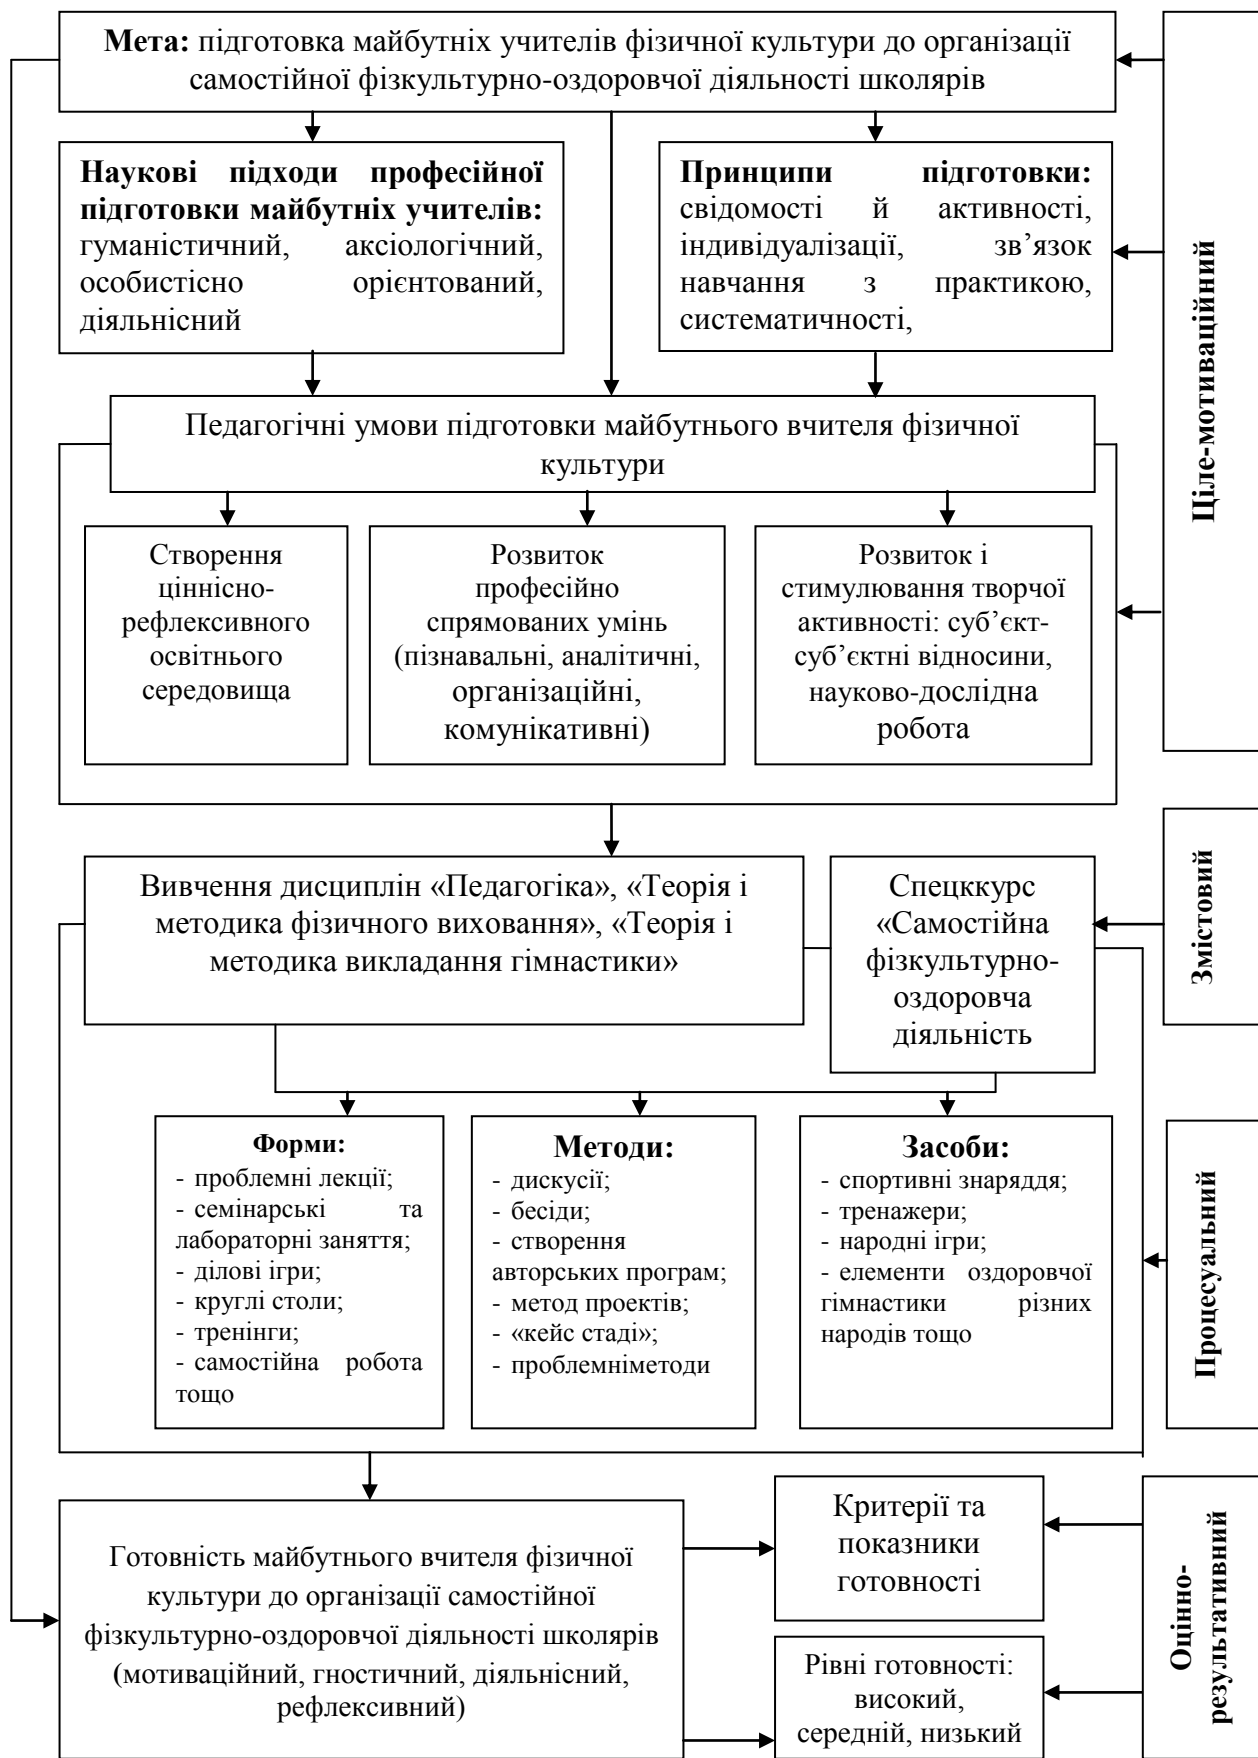 Мета: підготовка майбутніх учителів фізичної культури до організації
самостійної фізкультурно-оздоровчої діяльності школярів
Наукові підходи професійної
підготовки майбутніх учителів:
гуманістичний, аксіологічний,
особистісно орієнтований,
діяльнісний
Принципи підготовки:
свідомості й активності,
індивідуалізації, зв’язок
навчання з практикою,
систематичності,
Ціле-мотиваційний
Педагогічні умови підготовки майбутнього вчителя фізичної
культури
Створення
ціннісно-
рефлексивного
освітнього
середовища
Розвиток
професійно
спрямованих умінь
(пізнавальні, аналітичні,
організаційні,
комунікативні)
Розвиток і
стимулювання творчої
активності: суб’єкт-
суб’єктні відносини,
науково-дослідна
робота
Вивчення дисциплін «Педагогіка», «Теорія і
методика фізичного виховання», «Теорія і
методика викладання гімнастики»
Спецккурс
«Самостійна
фізкультурно-
оздоровча
діяльність
Змістовий
Форми:
- проблемні лекції;
- семінарські та
лабораторні заняття;
- ділові ігри;
- круглі столи;
- тренінги;
- самостійна робота
тощо
Методи:
- дискусії;
- бесіди;
- створення
авторських програм;
- метод проектів;
- «кейс стаді»;
- проблемніметоди
Засоби:
- спортивні знаряддя;
- тренажери;
- народні ігри;
- елементи оздоровчої
гімнастики різних
народів тощо
Процесуальний
Готовність майбутнього вчителя фізичної
культури до організації самостійної
фізкультурно-оздоровчої діяльності школярів
(мотиваційний, гностичний, діяльнісний,
рефлексивний)
Критерії та
показники
готовності
Рівні готовності:
високий,
середній, низький
Оцінно-
результативний